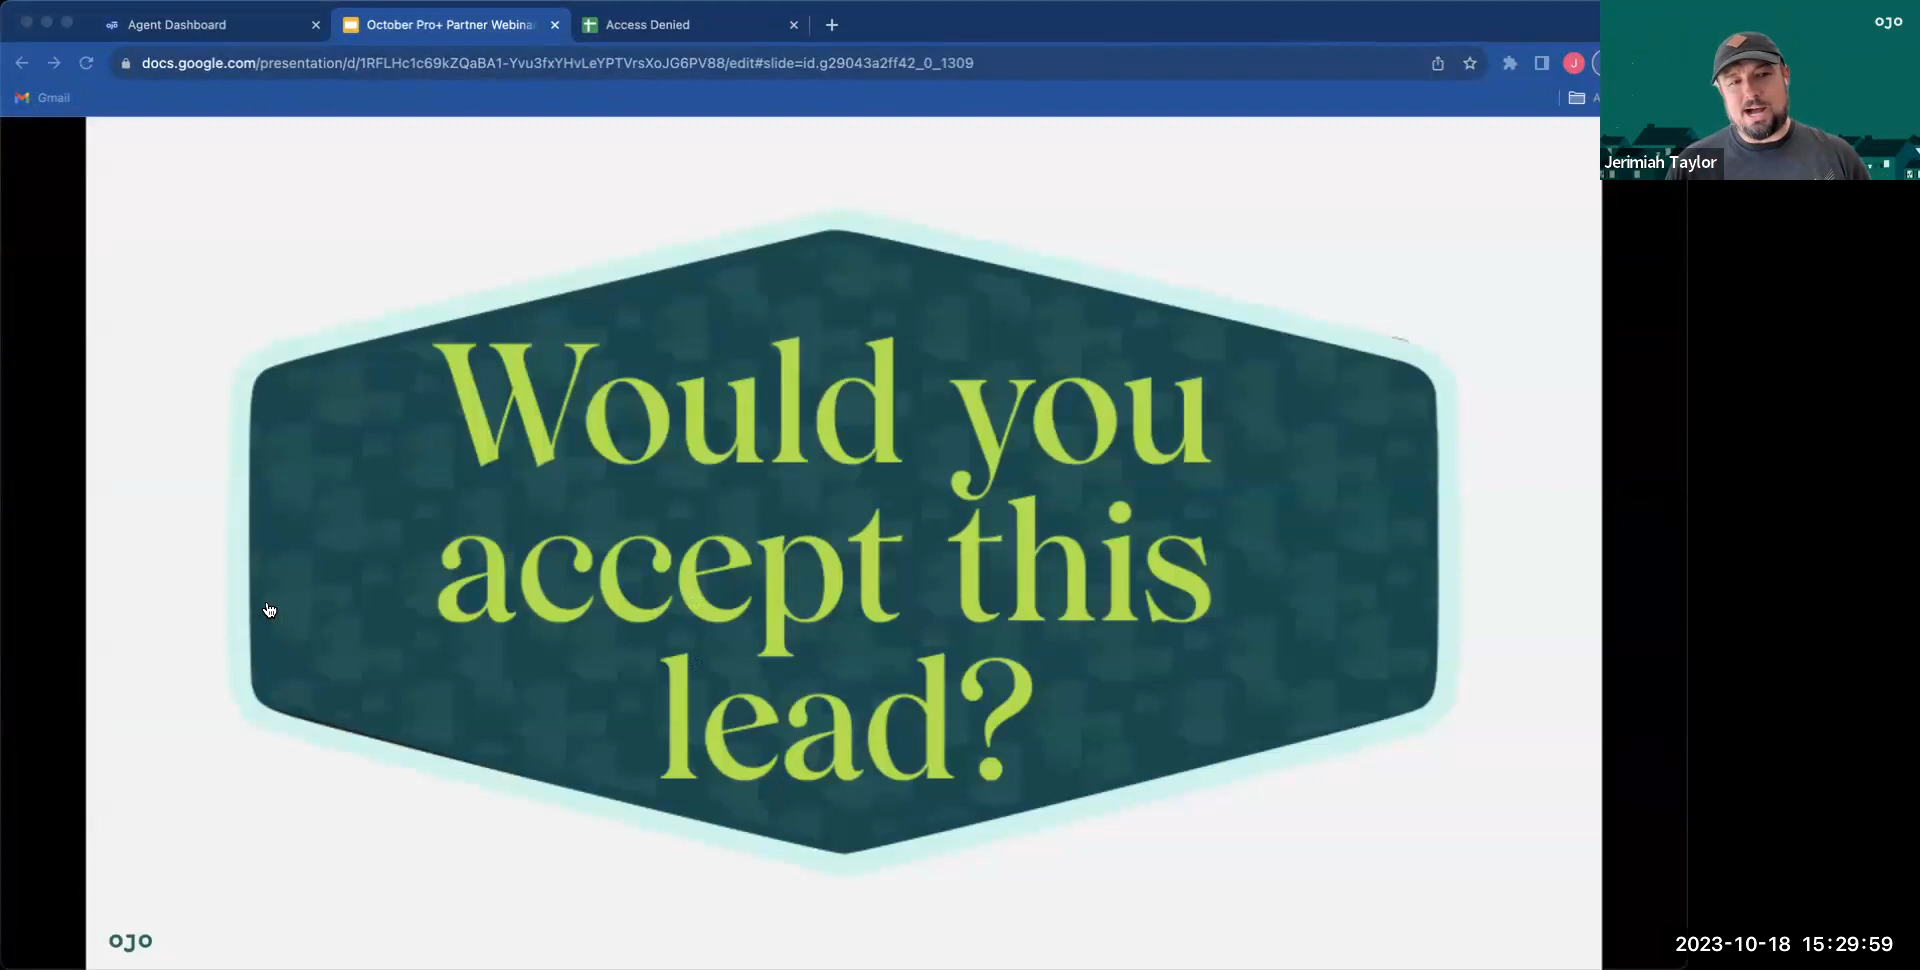 Agent Dashboard
October Pro+ Partner Webina
Access Denied
docs.google.com/presentation/d/1RFLHc1c69kZQaBA1-Yvu3fxYHvLeYPTVrsXoJG6PV88/edit#slide=id.g29043a2ff42_0_1309
J
Gmail
A
ojo
Jerimiah Taylor
Would you
accept this
lead?
ojo
2023-10-18 15:29:59